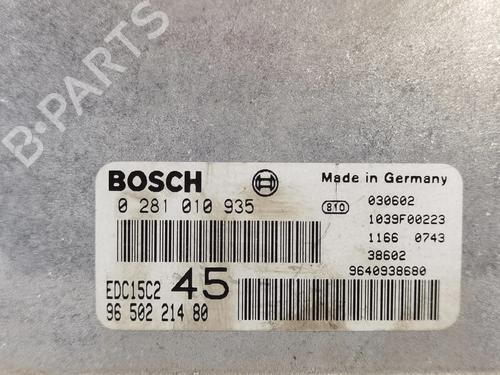 B-PARTS
BOSCH
Made in Germany
0 281 010 935
810
030602
1039F00223
1166 0743
38602
9640938680
EDC15C2 45
96 502 214 80